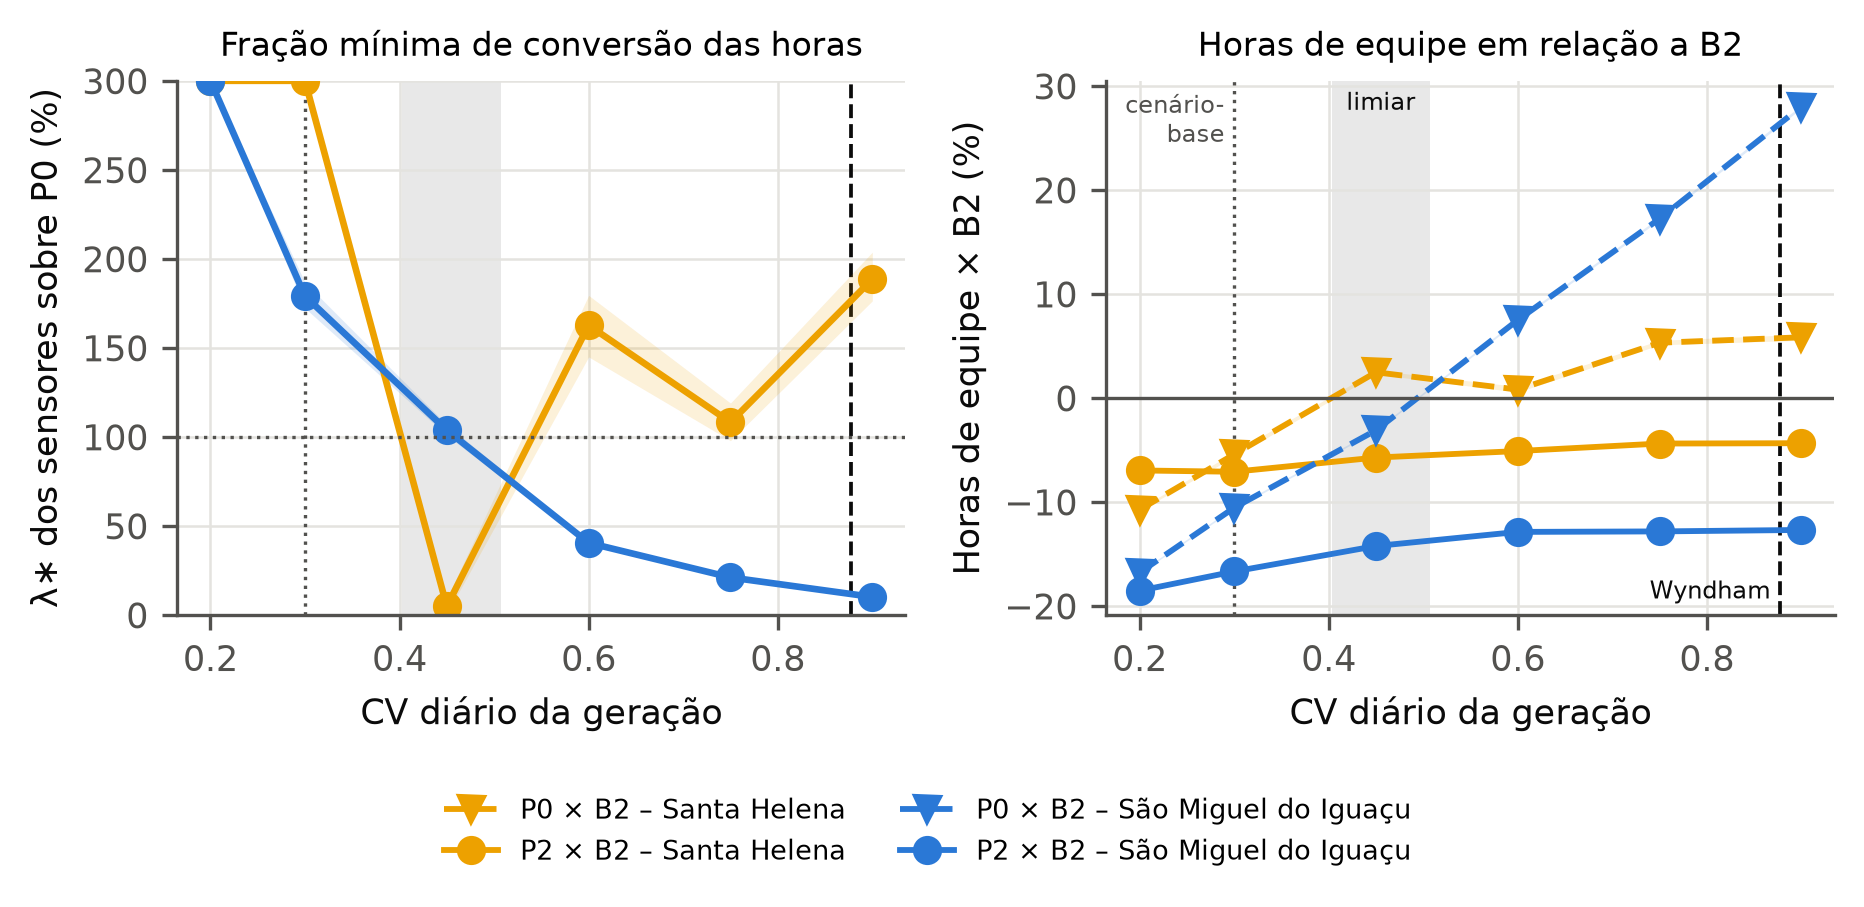 Fração mínima de conversão das horas
300
250
200
150
100
50
0
λ* dos sensores sobre P0 (%)
0.2
0.4
0.6
0.8
CV diário da geração
Horas de equipe em relação a B2
30
20
10
0
−10
−20
Horas de equipe × B2 (%)
cenário-
base
limiar
Wyndham
0.2
0.4
0.6
0.8
CV diário da geração
P0 × B2 – Santa Helena
P2 × B2 – Santa Helena
P0 × B2 – São Miguel do Iguaçu
P2 × B2 – São Miguel do Iguaçu